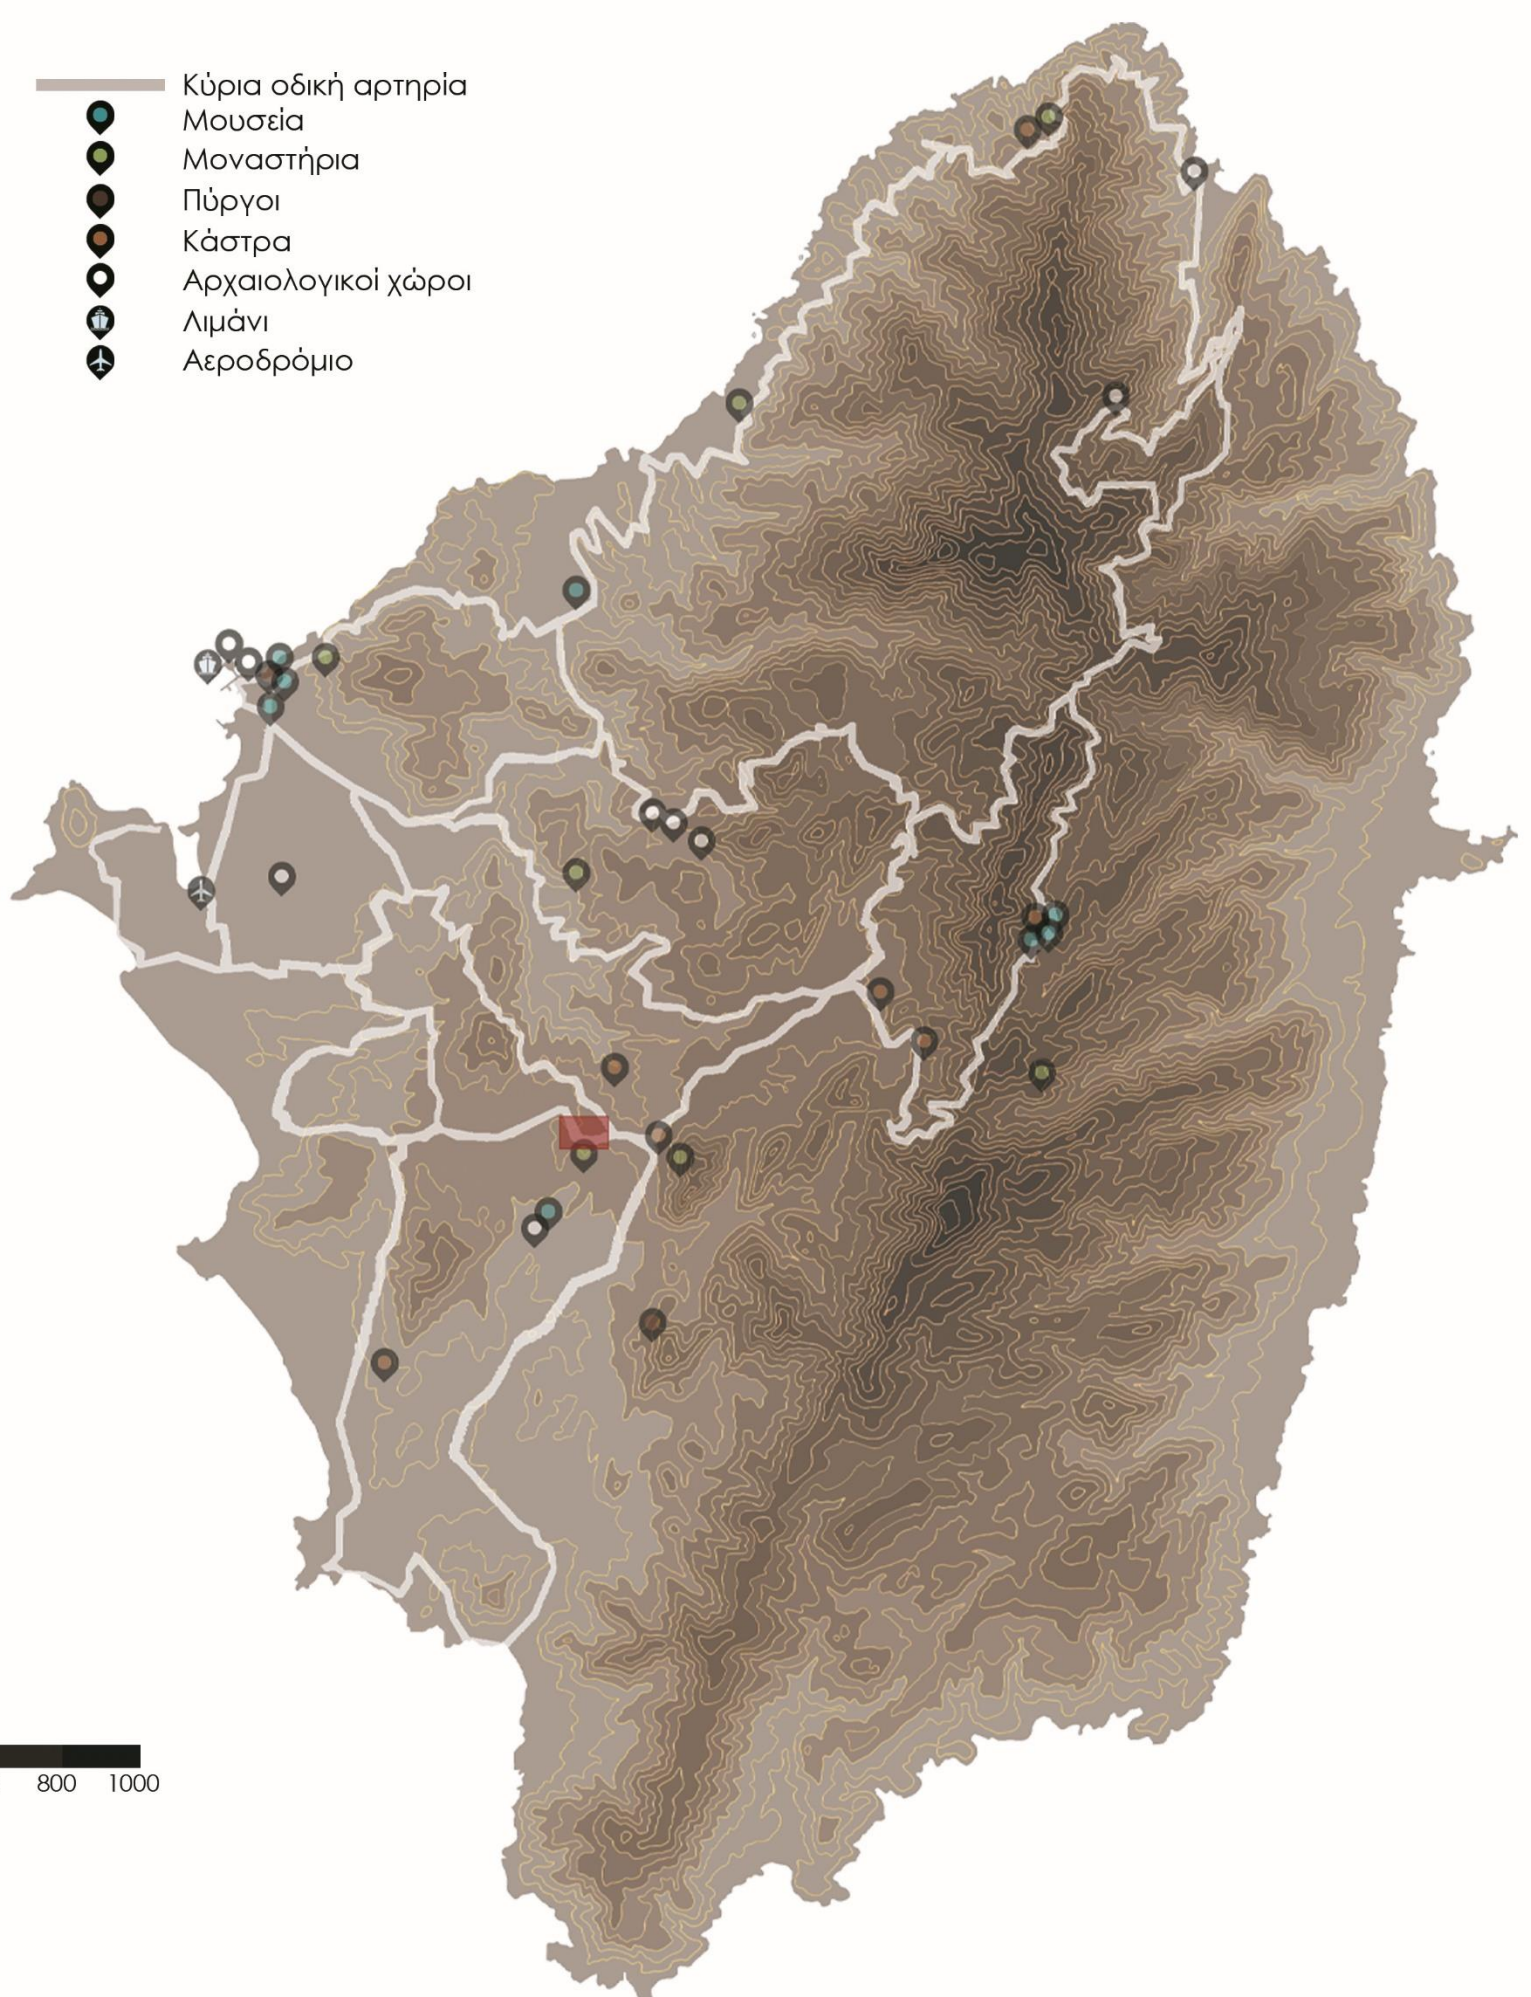 Κύρια οδική αρτηρία
Μουσεία
Μοναστήρια
Πύργοι
Κάστρα
Αρχαιολογικοί χώροι
Λιμάνι
Αεροδρόμιο
800 1000